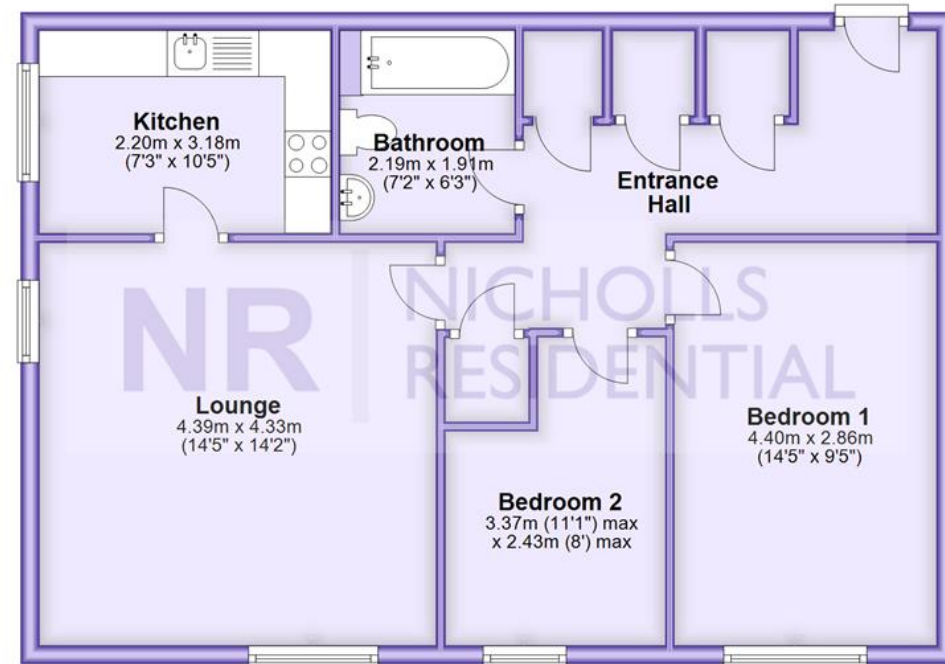 Kitchen
2.20m x 3.18m
(7'3" x 10'5")
Bathroom
2.19m x 1.91m
(7'2" x 6'3")
Entrance
Hall
NR NICHOLLS
RESIDENTIAL
Lounge
4.39m x 4.33m
(14'5" x 14'2")
Bedroom 1
4.40m x 2.86m
(14'5" x 9'5")
Bedroom 2
3.37m (11'1") max
x 2.43m (8') max